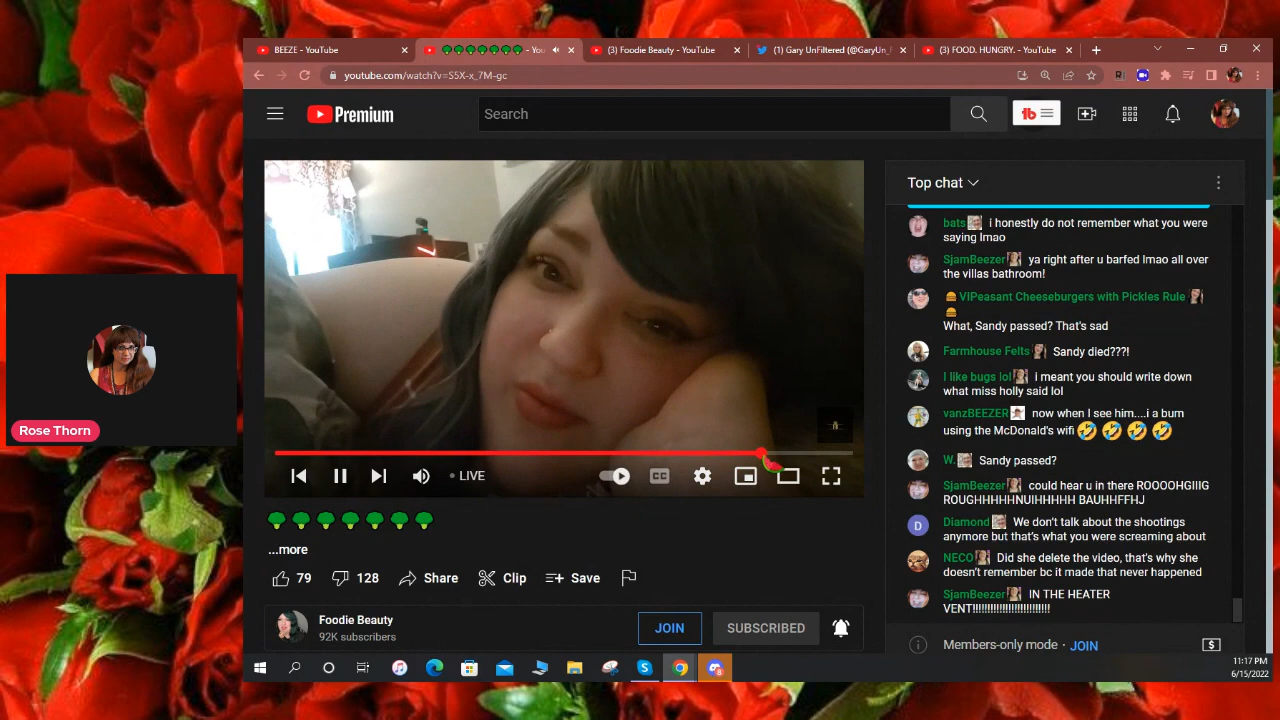 BEEZE - YouTube
🥦🥦🥦🥦🥦🥦🥦 - You
(3) Foodie Beauty - YouTube
(1) Gary UnFiltered (@GaryUn_F
(3) FOOD. HUNGRY. - YouTube
youtube.com/watch?v=S5X-x_7M-gc
Premium
Search
tb
Top chat
bats i honestly do not remember what you were
saying lmao
SjamBeezer ya right after u barfed lmao all over
the villas bathroom!
🍔VIPeasant Cheeseburgers with Pickles Rule
🍔
What, Sandy passed? That's sad
Farmhouse Felts Sandy died???!
I like bugs lol i meant you should write down
what miss holly said lol
vanzBEEZER now when I see him....i a bum
using the McDonald's wifi 🤣 🤣 🤣 🤣
W. Sandy passed?
SjamBeezer could hear u in there ROOOOHGIIIG
ROUGHHHHHNUIHHHHH BAUHHFFHJ
D
Diamond We don't talk about the shootings
anymore but that's what you were screaming about
NECO Did she delete the video, that's why she
doesn't remember bc it made that never happened
SjamBeezer IN THE HEATER
VENT!!!!!!!!!!!!!!!!!!!!!!!!!!
Members-only mode · JOIN
Rose Thorn
LIVE
CC
🥦🥦🥦🥦🥦🥦🥦
...more
79
128
Share
Clip
Save
Foodie Beauty
92K subscribers
JOIN
SUBSCRIBED
11:17 PM
6/15/2022